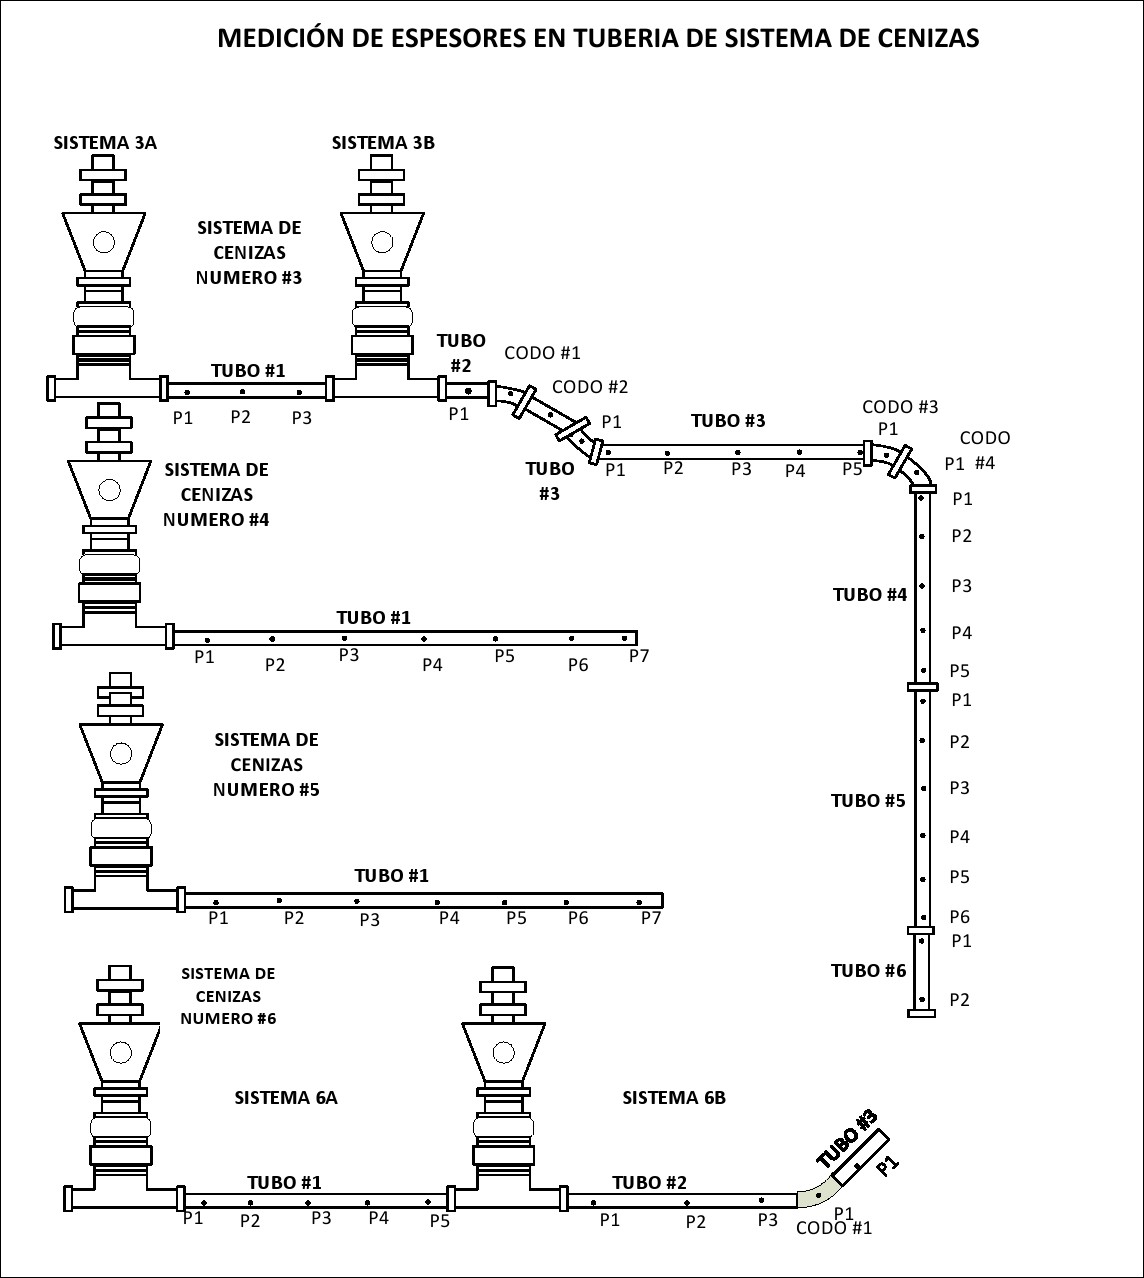 MEDICIÓN DE ESPESORES EN TUBERIA DE SISTEMA DE CENIZAS
SISTEMA 3A
SISTEMA 3B
SISTEMA DE
CENIZAS
NUMERO #3
TUBO #1
P1
P2
P3
TUBO
#2
P1
CODO #1
CODO #2
P1
TUBO
#3
TUBO #3
P1
P2
P3
P4
P5
CODO #3
P1
CODO
#4
P1
P1
P2
P3
P4
P5
TUBO #4
P1
P2
P3
P4
P5
P6
TUBO #5
P1
P2
TUBO #6
SISTEMA DE
CENIZAS
NUMERO #4
TUBO #1
P1
P2
P3
P4
P5
P6
P7
SISTEMA DE
CENIZAS
NUMERO #5
TUBO #1
P1
P2
P3
P4
P5
P6
P7
SISTEMA DE
CENIZAS
NUMERO #6
SISTEMA 6A
SISTEMA 6B
TUBO #1
P1
P2
P3
P4
P5
TUBO #2
P1
P2
P3
TUBO #3
P1
P1
CODO #1